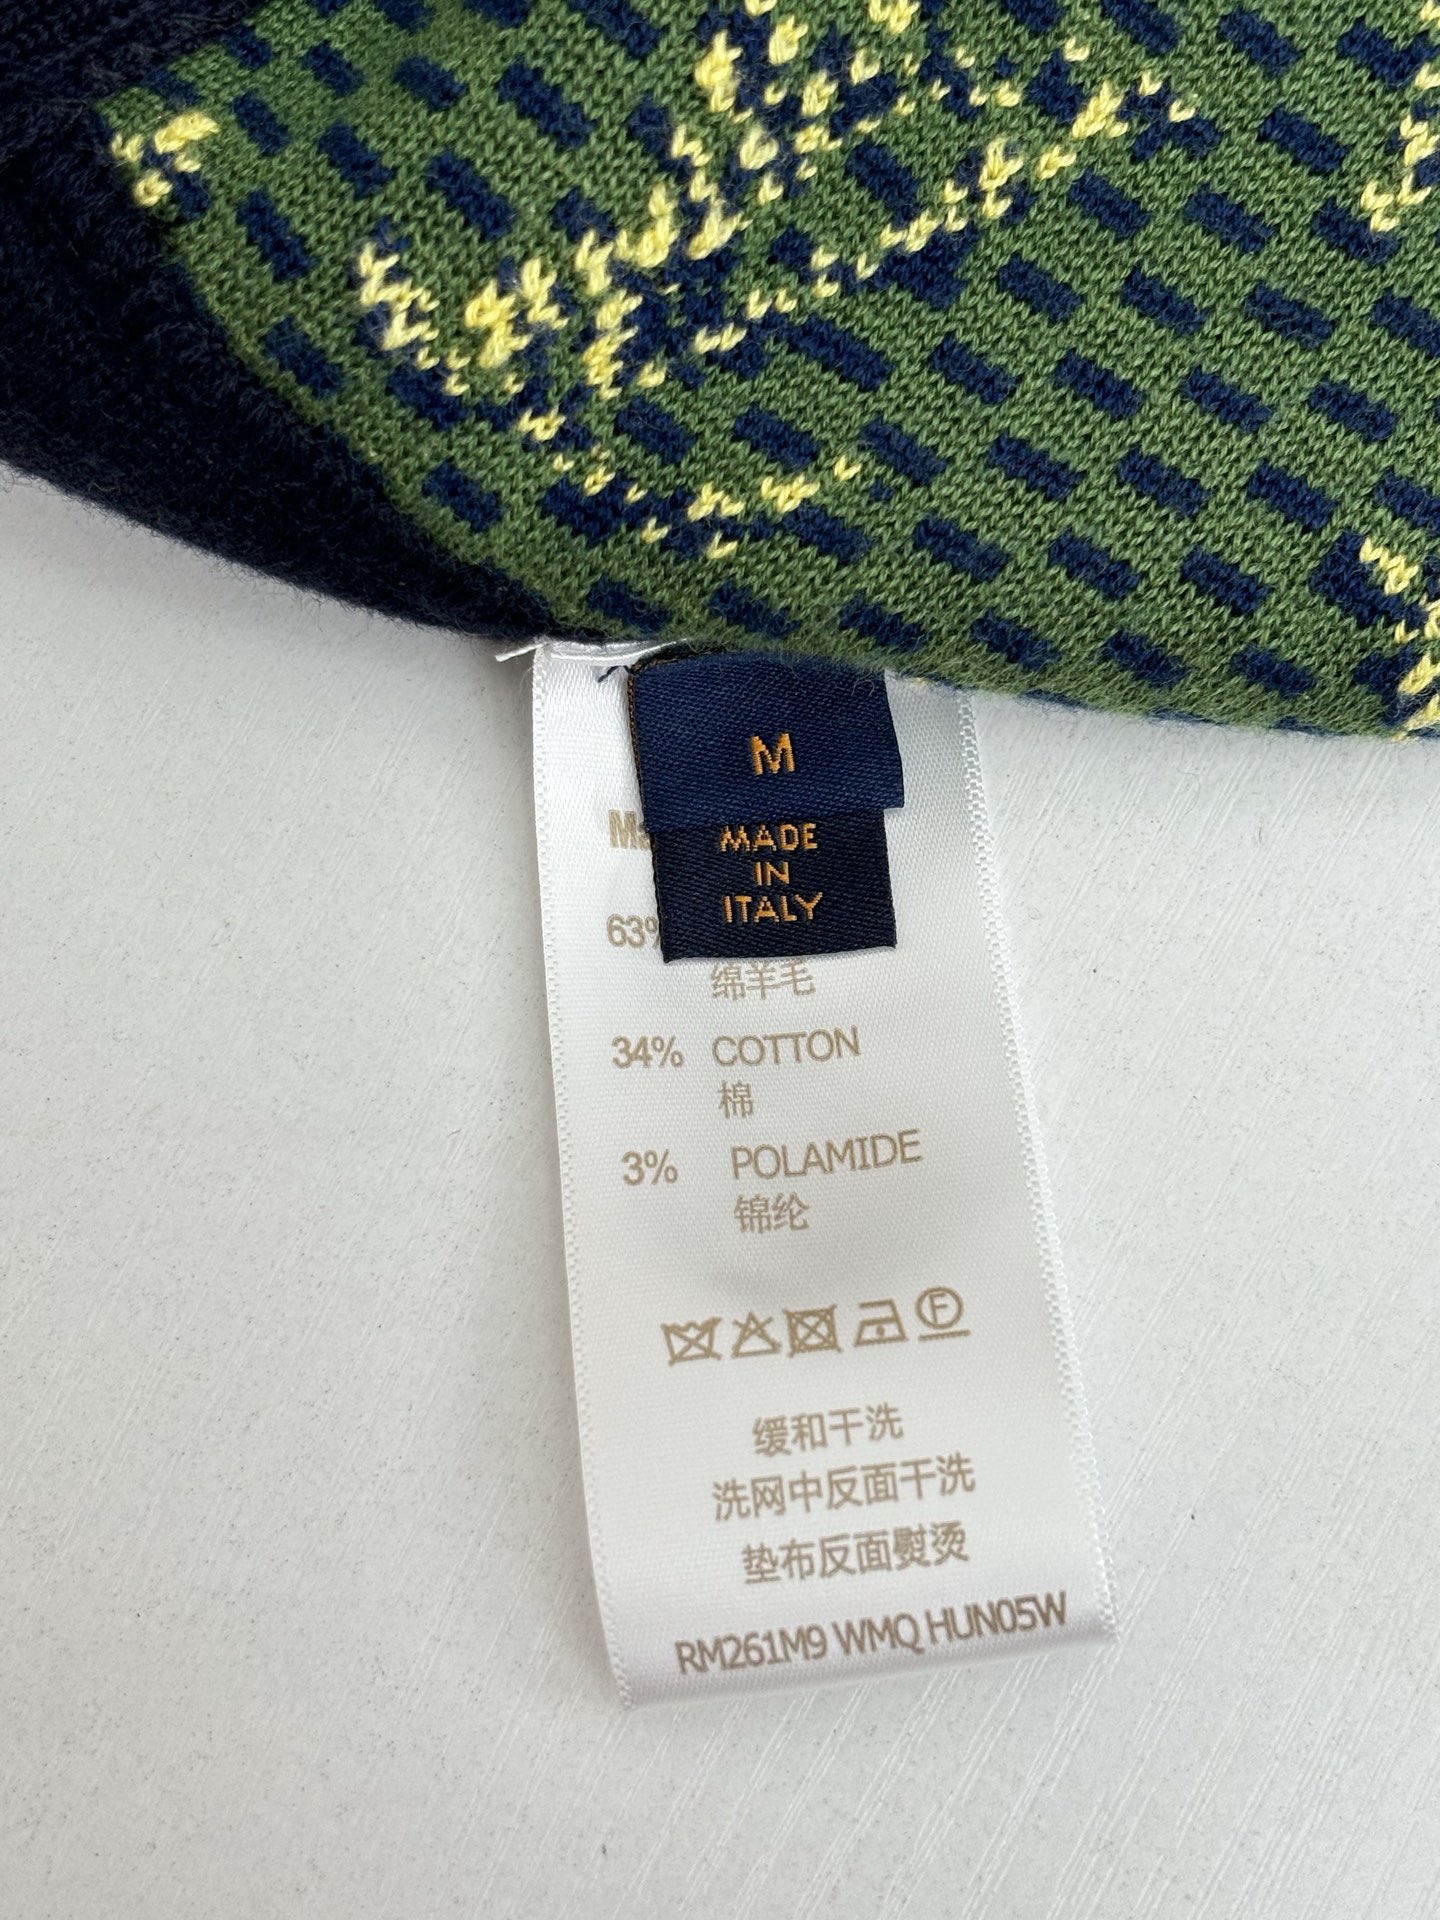 M
MADE
IN
ITALY
63%
绵羊毛
34% COTTON
棉
3% POLAMIDE
锦纶
F
缓和干洗
洗网中反面干洗
垫布反面熨烫
RM261M9 WMQ HUN05W